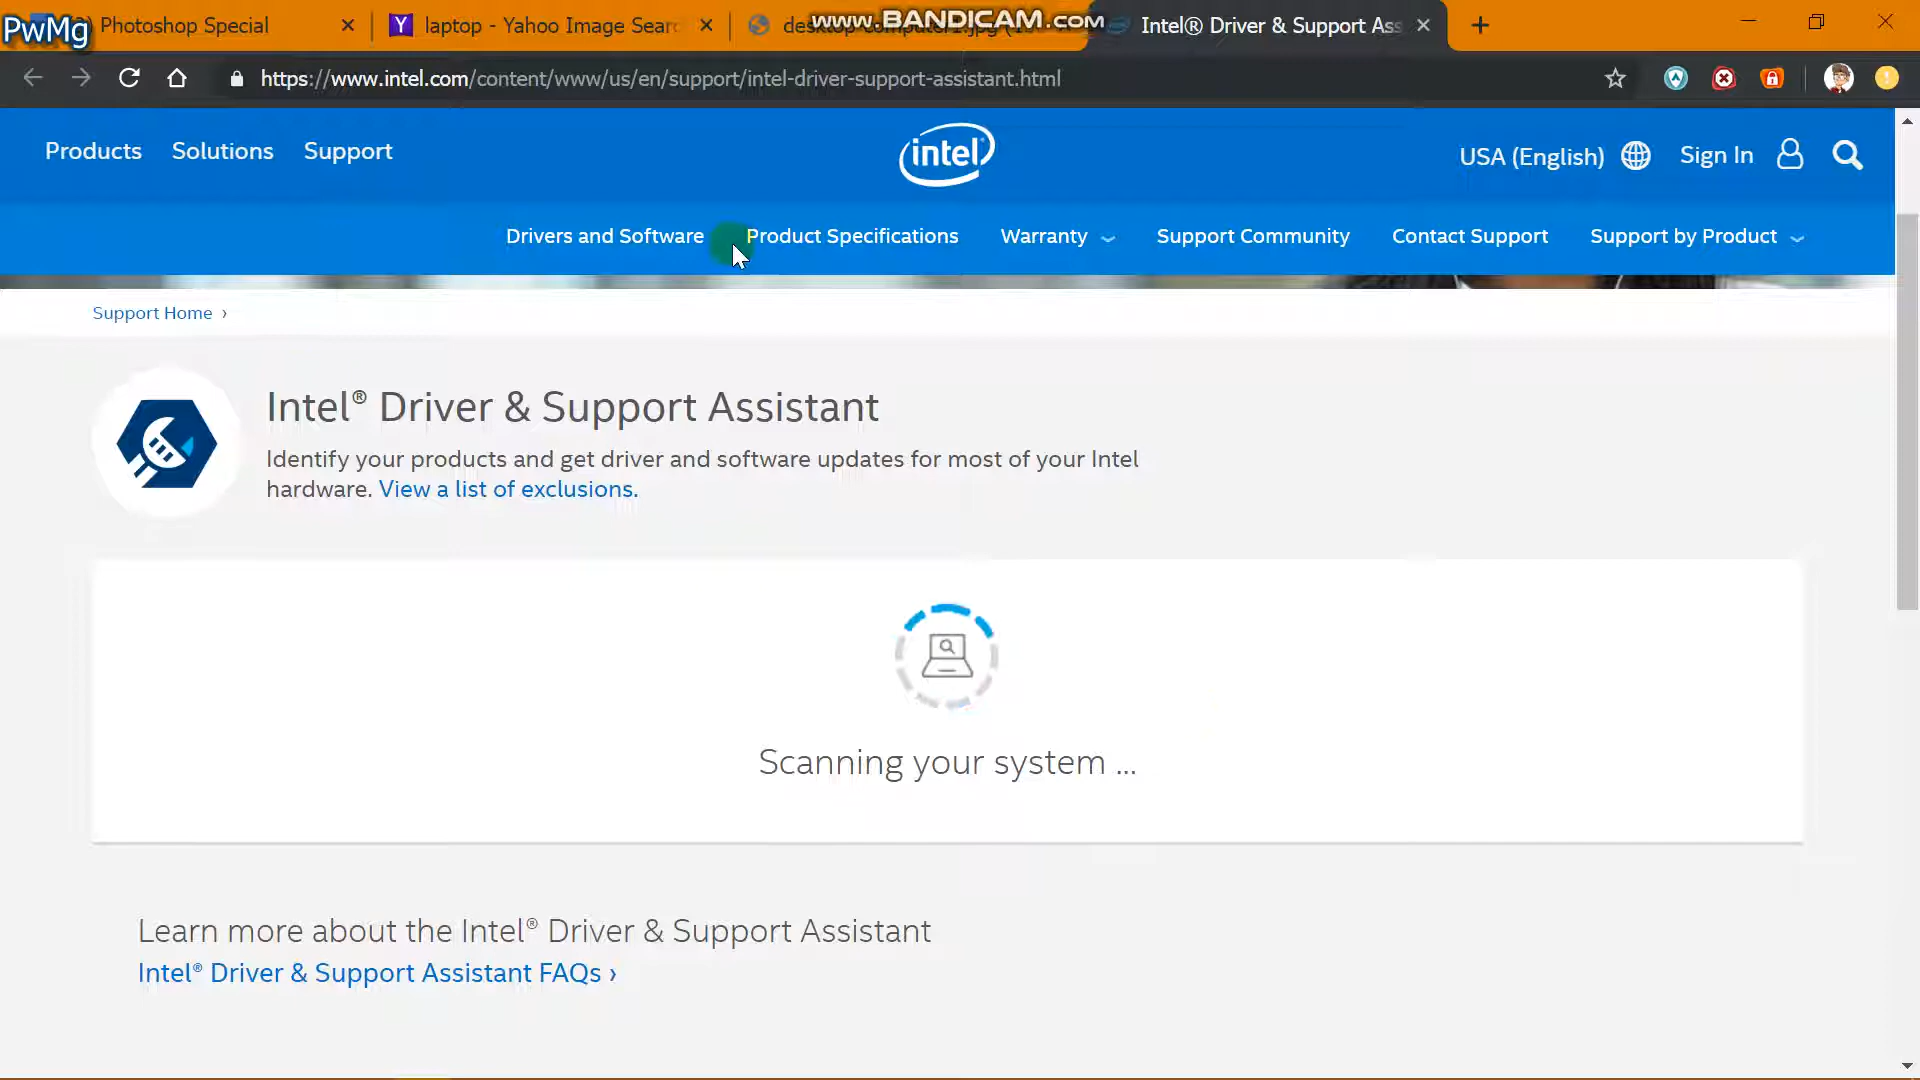 PwMg
Photoshop Special
laptop - Yahoo Image Sear
www.BANDICAM.com
Intel® Driver & Support Ass
https://www.intel.com/content/www/us/en/support/intel-driver-support-assistant.html
Products
Solutions
Support
intel
USA (English)
Sign In
Drivers and Software
Product Specifications
Warranty
Support Community
Contact Support
Support by Product
Support Home ›
Intel® Driver & Support Assistant
Identify your products and get driver and software updates for most of your Intel
hardware. View a list of exclusions.
Scanning your system ...
Learn more about the Intel® Driver & Support Assistant
Intel® Driver & Support Assistant FAQs ›